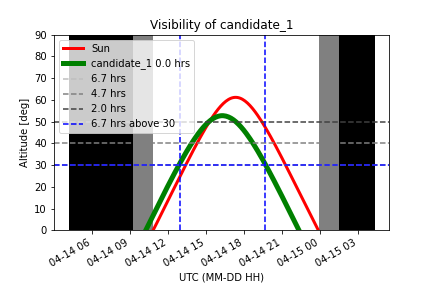 Visibility of candidate_1
Altitude [deg]
90
80
70
60
50
40
30
20
10
0
Sun
candidate_1 0.0 hrs
6.7 hrs
4.7 hrs
2.0 hrs
6.7 hrs above 30
04-14 06
04-14 09
04-14 12
04-14 15
04-14 18
04-14 21
04-15 00
04-15 03
UTC (MM-DD HH)